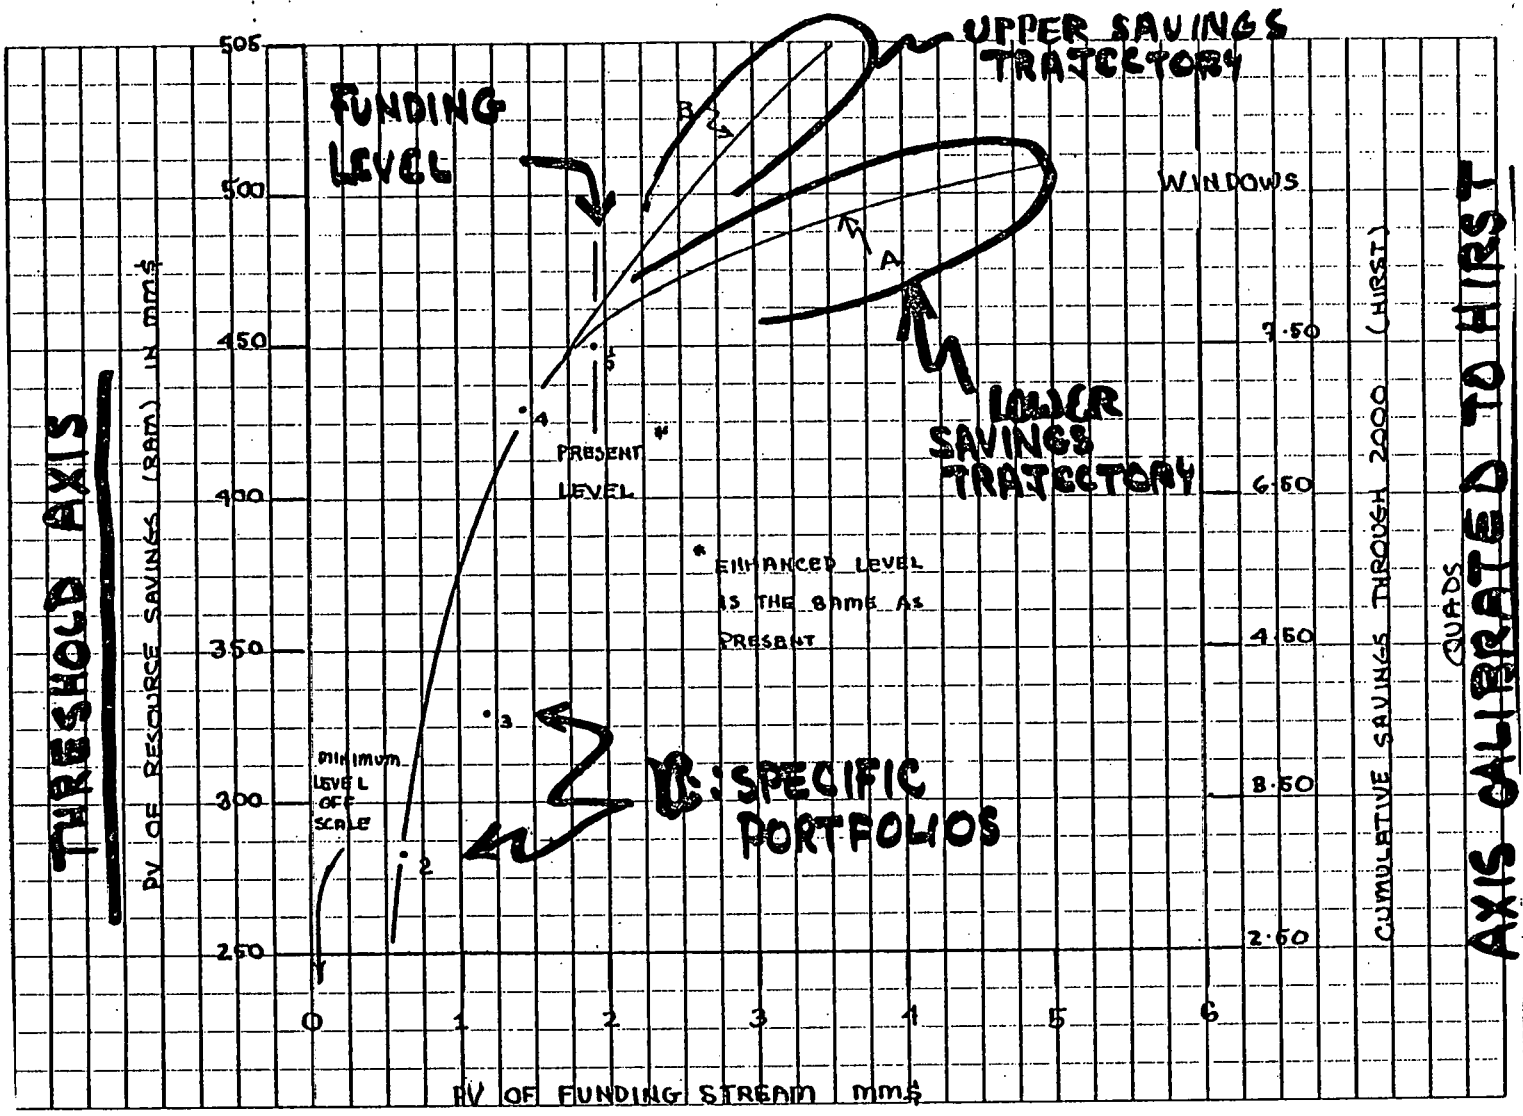 UPPER SAVINGS
TRAJECTORY
FUNDING
LEVEL
B
WINDOWS
A
LOWER
SAVINGS
TRAJECTORY
5
4
PRESENT *
LEVEL
* ENHANCED LEVEL
IS THE SAME AS
PRESENT
3
SPECIFIC
PORTFOLIOS
MINIMUM
LEVEL
OFF
SCALE
2
THRESHOLD AXIS
PV OF RESOURCE SAVINGS (BAM) IN MM$
505
500
450
400
350
300
250
0 1 2 3 4 5 6
PV OF FUNDING STREAM MM$
7.50
6.50
4.50
3.50
2.50
CUMULATIVE SAVINGS THROUGH 2000 (HIRST)
QUADS
AXIS CALIBRATED TO HIRST